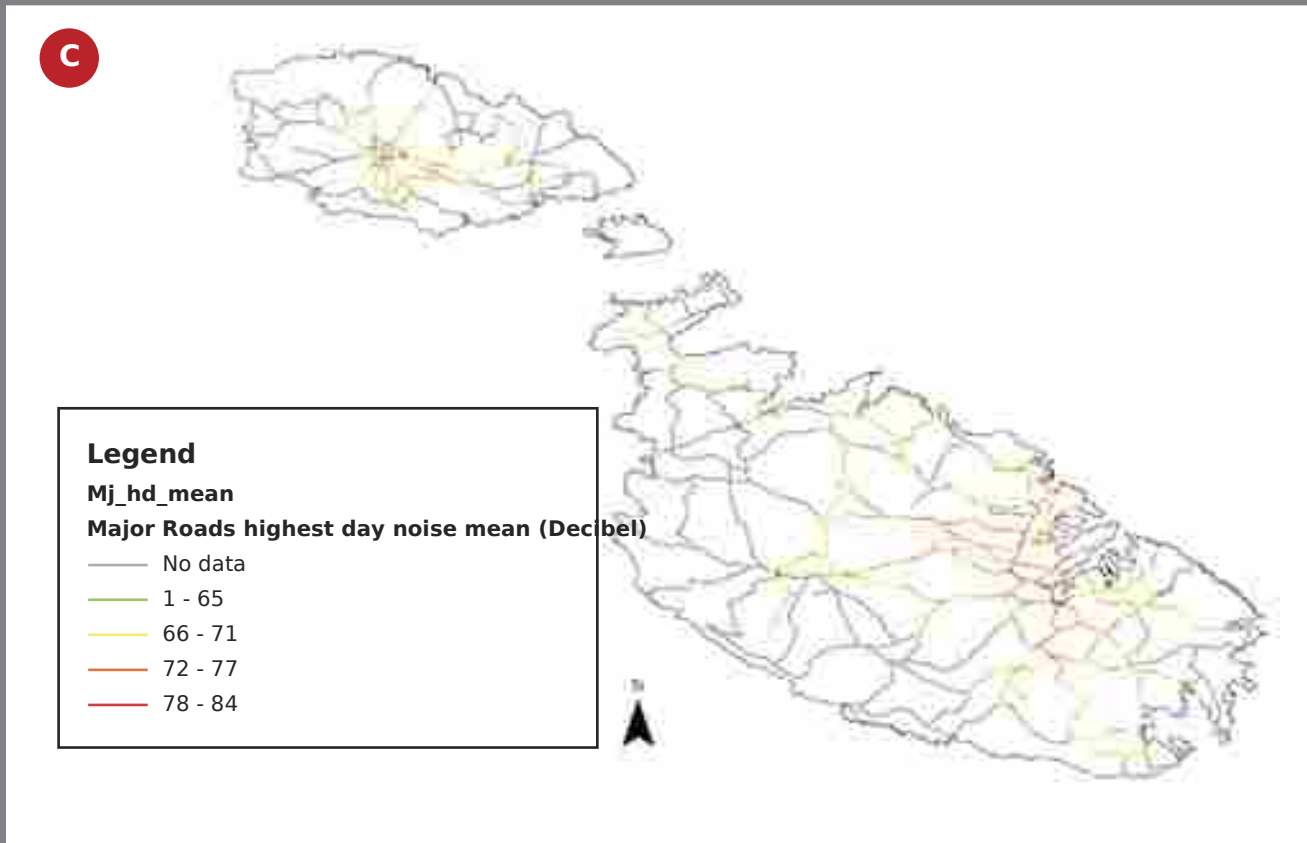 C
Legend
Mj_hd_mean
Major Roads highest day noise mean (Decibel)
No data
1 - 65
66 - 71
72 - 77
78 - 84
N